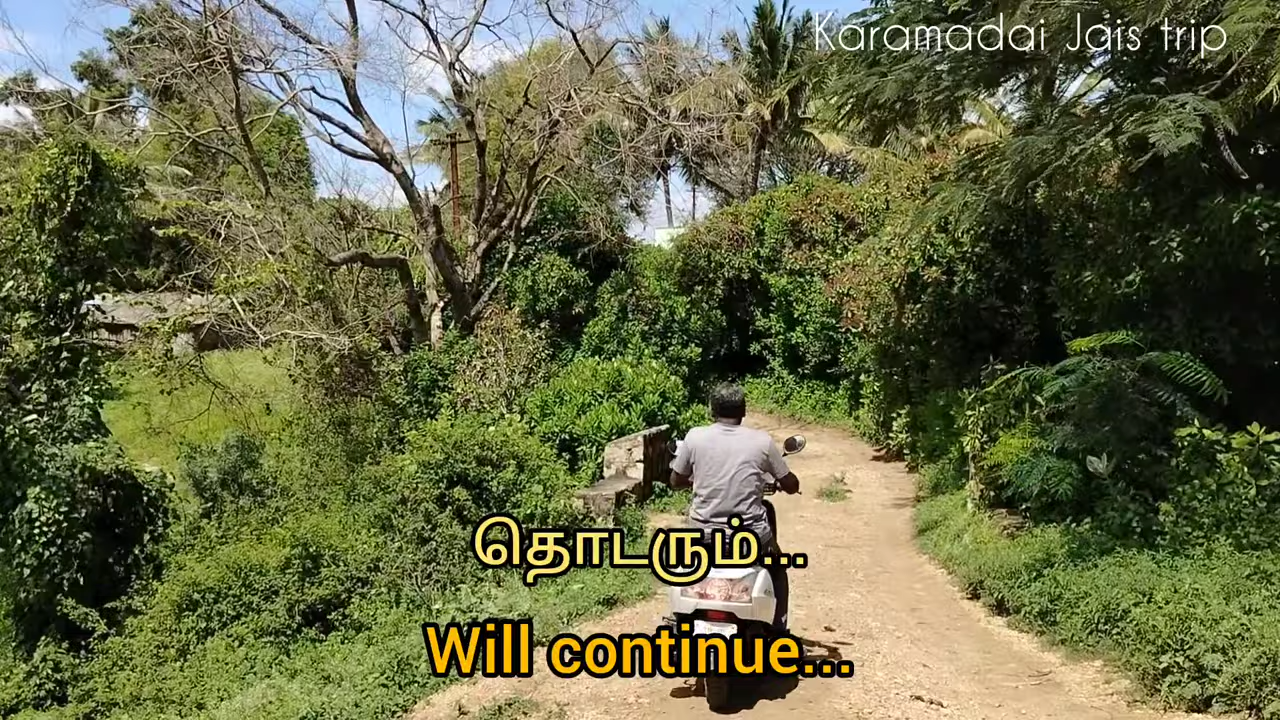 Karamadai Jais trip
தொடரும்...
Will continue...